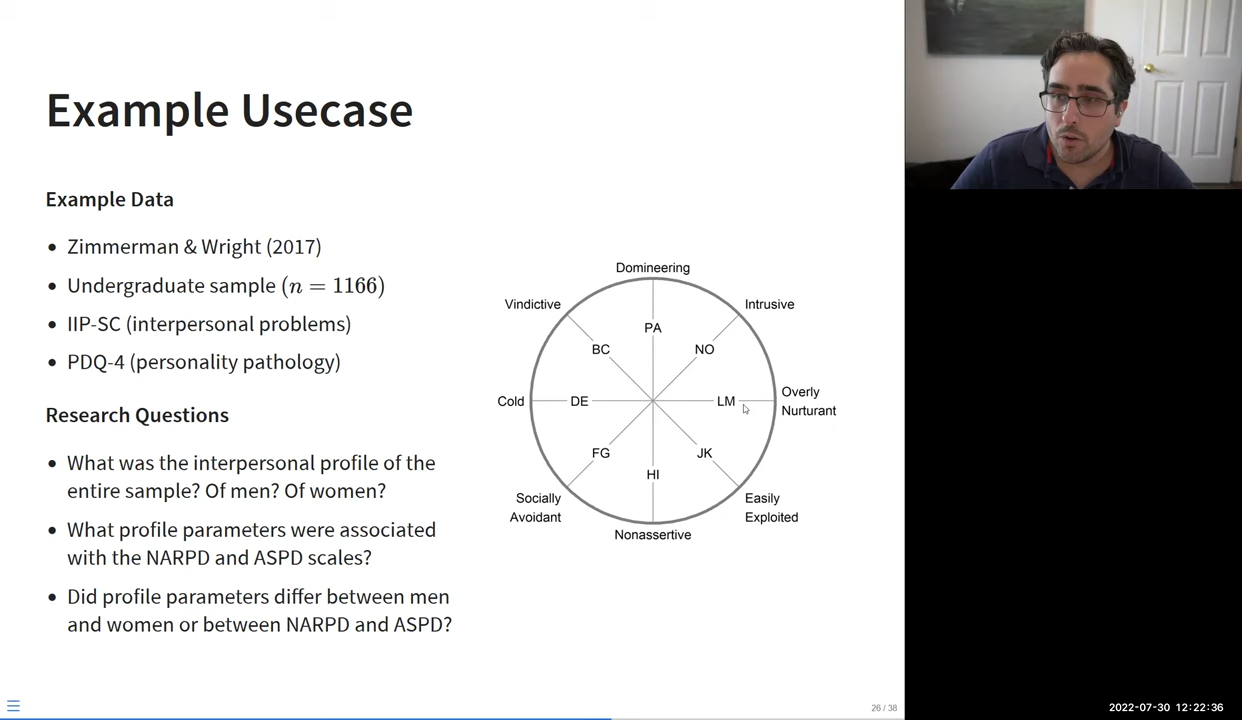 Example Usecase
Example Data
Zimmerman & Wright (2017)
Undergraduate sample (n = 1166)
IIP-SC (interpersonal problems)
PDQ-4 (personality pathology)
Research Questions
What was the interpersonal profile of the
entire sample? Of men? Of women?
What profile parameters were associated
with the NARPD and ASPD scales?
Did profile parameters differ between men
and women or between NARPD and ASPD?
Domineering
Vindictive
Intrusive
PA
BC
NO
Cold
DE
LM
Overly
Nurturant
FG
JK
HI
Socially
Avoidant
Easily
Exploited
Nonassertive
26 / 38
2022-07-30 12:22:36